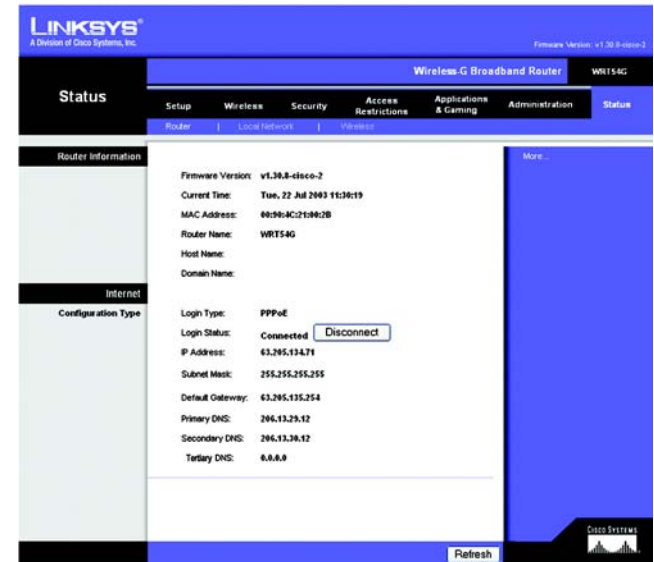 LINKSYS®
A Division of Cisco Systems, Inc.
Firmware Version: v1.30.8-cisco-2
Wireless-G Broadband Router WRT54G
Status
Setup Wireless Security Access Restrictions Applications & Gaming Administration Status
Router | Local Network | Wireless
Router Information
More...
Firmware Version: v1.30.8-cisco-2
Current Time: Tue, 22 Jul 2003 11:30:19
MAC Address: 00:90:4C:21:00:2B
Router Name: WRT54G
Host Name:
Domain Name:
Internet
Configuration Type
Login Type: PPPoE
Login Status: Connected Disconnect
IP Address: 63.205.134.71
Subnet Mask: 255.255.255.255
Default Gateway: 63.205.135.254
Primary DNS: 206.13.29.12
Secondary DNS: 206.13.30.12
Tertiary DNS: 0.0.0.0
Refresh
CISCO SYSTEMS